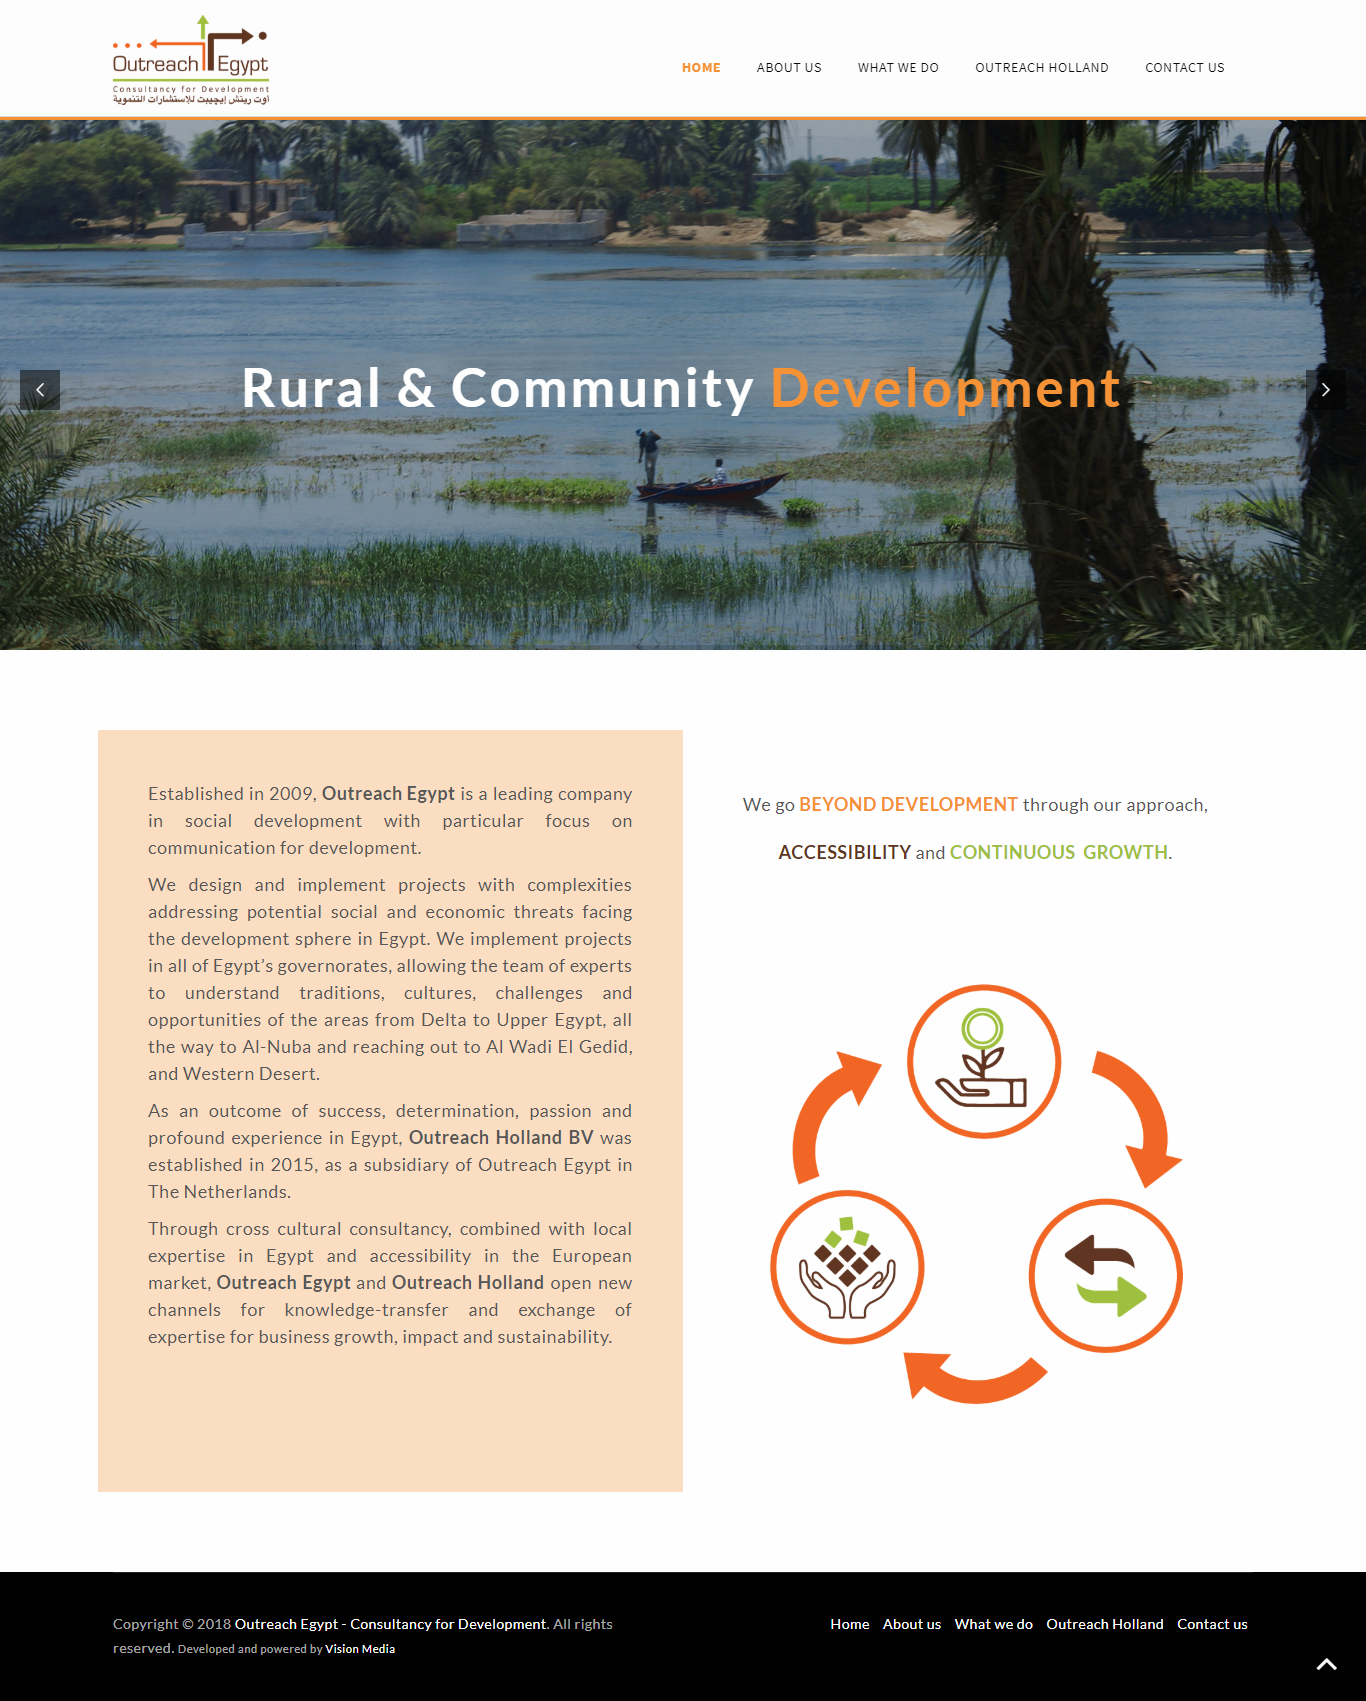 Outreach Egypt
Consultancy for Development
أوت ريتش إيجيبت للإستشارات التنموية
HOME ABOUT US WHAT WE DO OUTREACH HOLLAND CONTACT US
Rural & Community Development
Established in 2009, Outreach Egypt is a leading company
in social development with particular focus on
communication for development.
We design and implement projects with complexities
addressing potential social and economic threats facing
the development sphere in Egypt. We implement projects
in all of Egypt’s governorates, allowing the team of experts
to understand traditions, cultures, challenges and
opportunities of the areas from Delta to Upper Egypt, all
the way to Al-Nuba and reaching out to Al Wadi El Gedid,
and Western Desert.
As an outcome of success, determination, passion and
profound experience in Egypt, Outreach Holland BV was
established in 2015, as a subsidiary of Outreach Egypt in
The Netherlands.
Through cross cultural consultancy, combined with local
expertise in Egypt and accessibility in the European
market, Outreach Egypt and Outreach Holland open new
channels for knowledge-transfer and exchange of
expertise for business growth, impact and sustainability.
We go BEYOND DEVELOPMENT through our approach,
ACCESSIBILITY and CONTINUOUS GROWTH.
Copyright © 2018 Outreach Egypt - Consultancy for Development. All rights
reserved. Developed and powered by Vision Media
Home About us What we do Outreach Holland Contact us